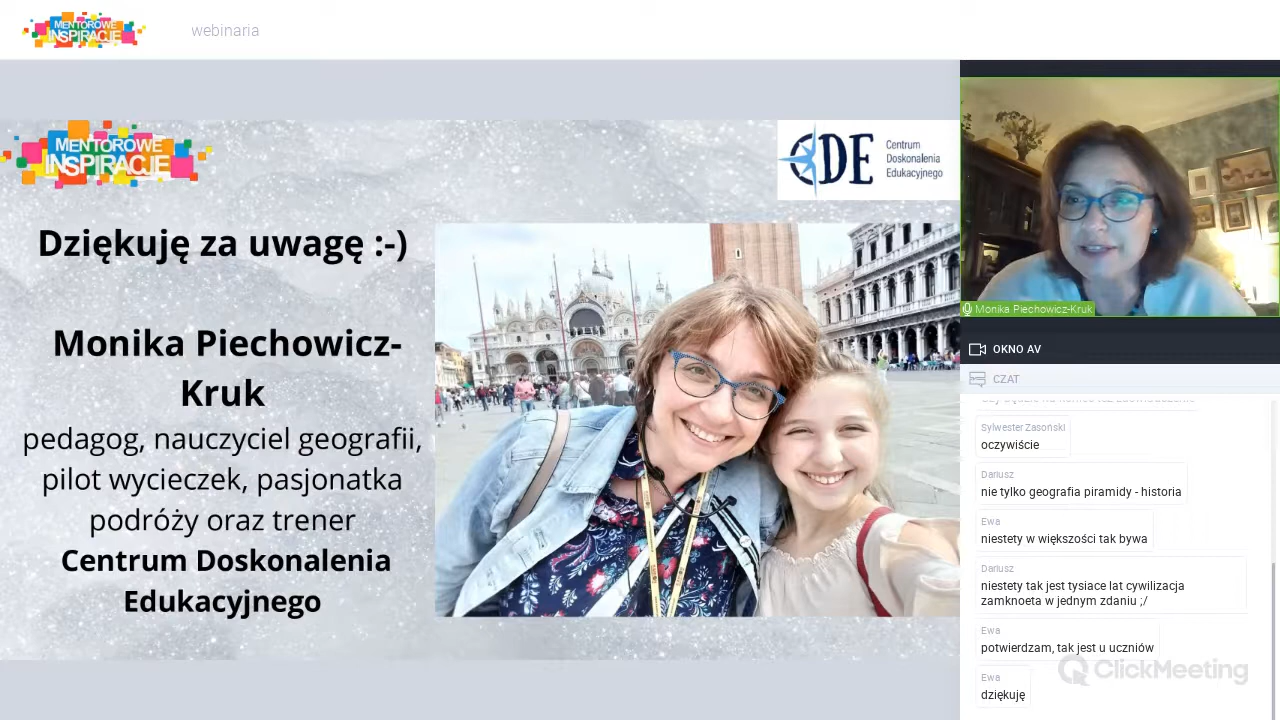 MENTOROWE
INSPIRACJE
webinaria
MENTOROWE
INSPIRACJE
CDE
Centrum
Doskonalenia
Edukacyjnego
Dziękuję za uwagę :-)
Monika Piechowicz-
Kruk
pedagog, nauczyciel geografii,
pilot wycieczek, pasjonatka
podróży oraz trener
Centrum Doskonalenia
Edukacyjnego
Monika Piechowicz-Kruk
OKNO AV
CZAT
Sylwester Zasoński
oczywiście
Dariusz
nie tylko geografia piramidy - historia
Ewa
niestety w większości tak bywa
Dariusz
niestety tak jest tysiace lat cywilizacja
zamknoeta w jednym zdaniu ;/
Ewa
potwierdzam, tak jest u uczniów
ClickMeeting
Ewa
dziękuję